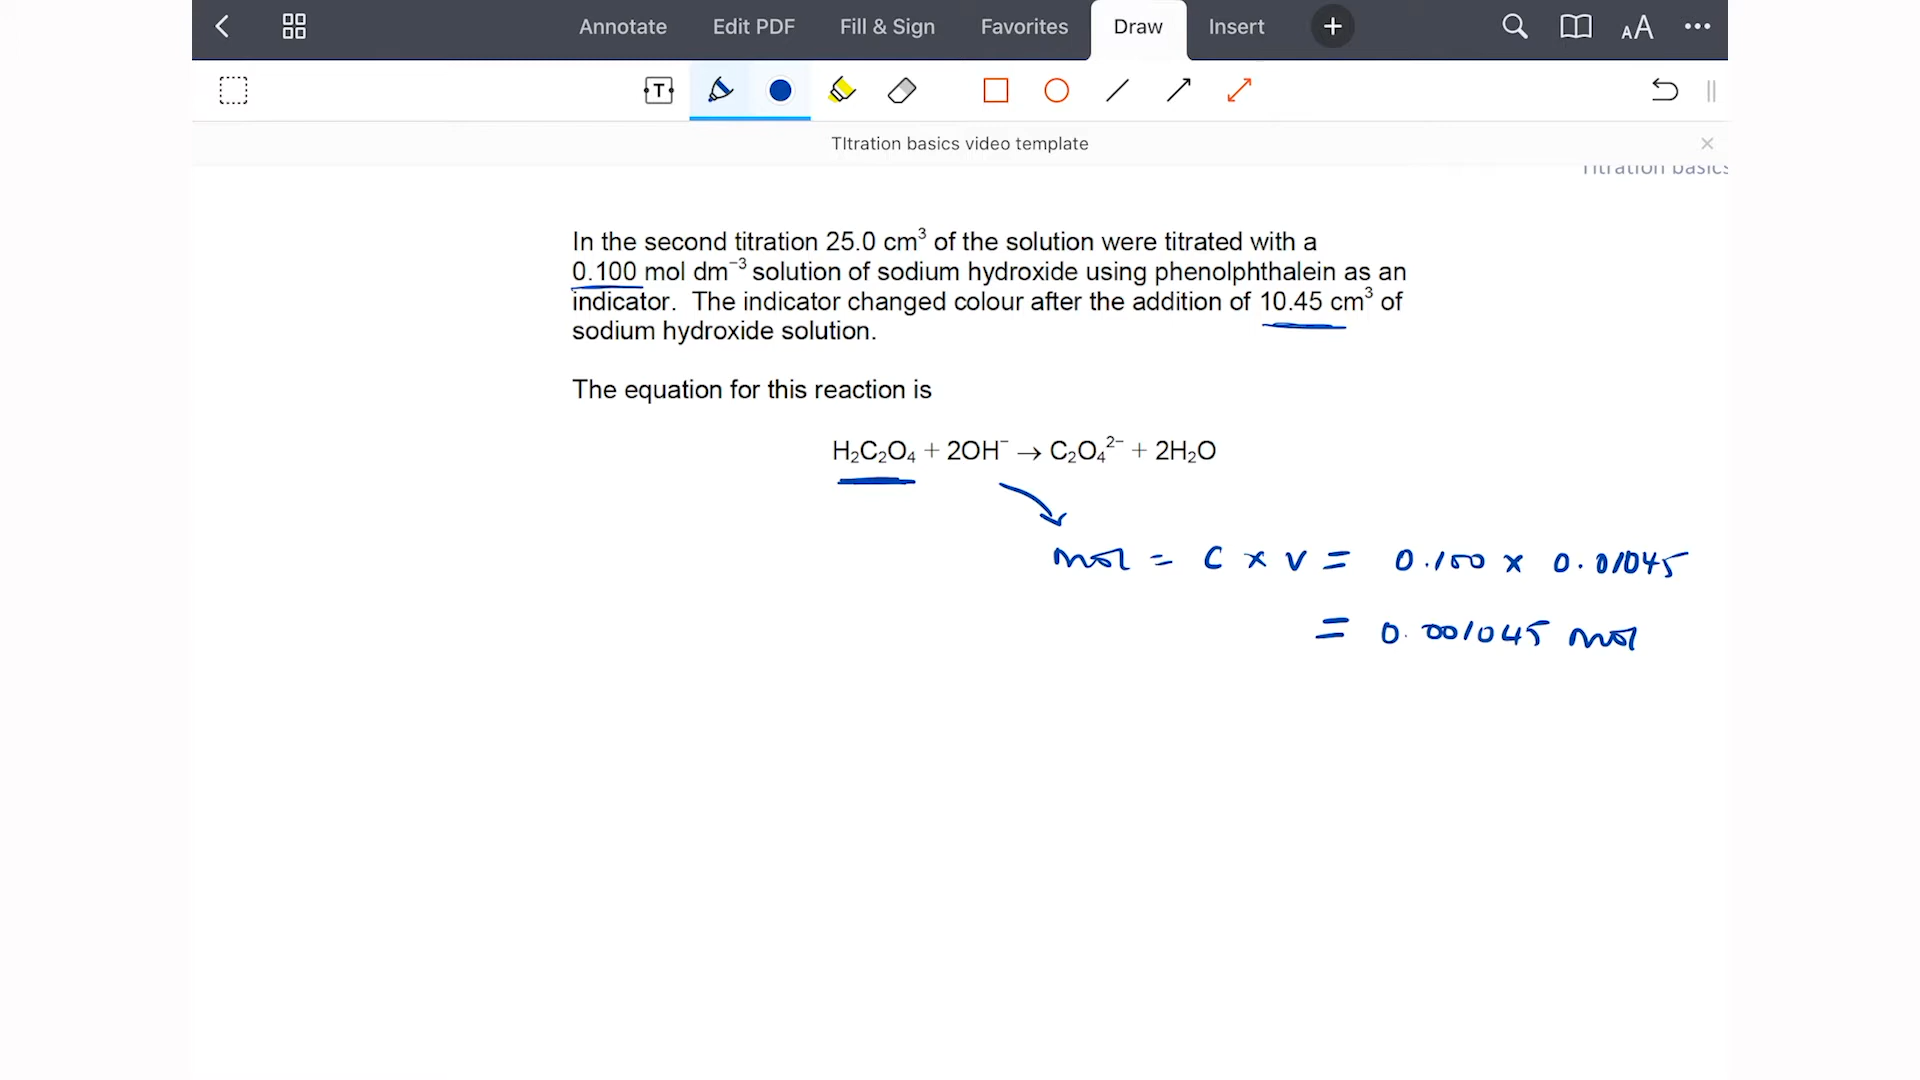 Annotate Edit PDF Fill & Sign Favorites Draw Insert
AA
T
TItration basics video template
Titration basics
In the second titration 25.0 cm³ of the solution were titrated with a
0.100 mol dm⁻³ solution of sodium hydroxide using phenolphthalein as an
indicator. The indicator changed colour after the addition of 10.45 cm³ of
sodium hydroxide solution.
The equation for this reaction is
H₂C₂O₄ + 2OH⁻ → C₂O₄²⁻ + 2H₂O
mol = c × v = 0.100 × 0.01045
= 0.001045 mol